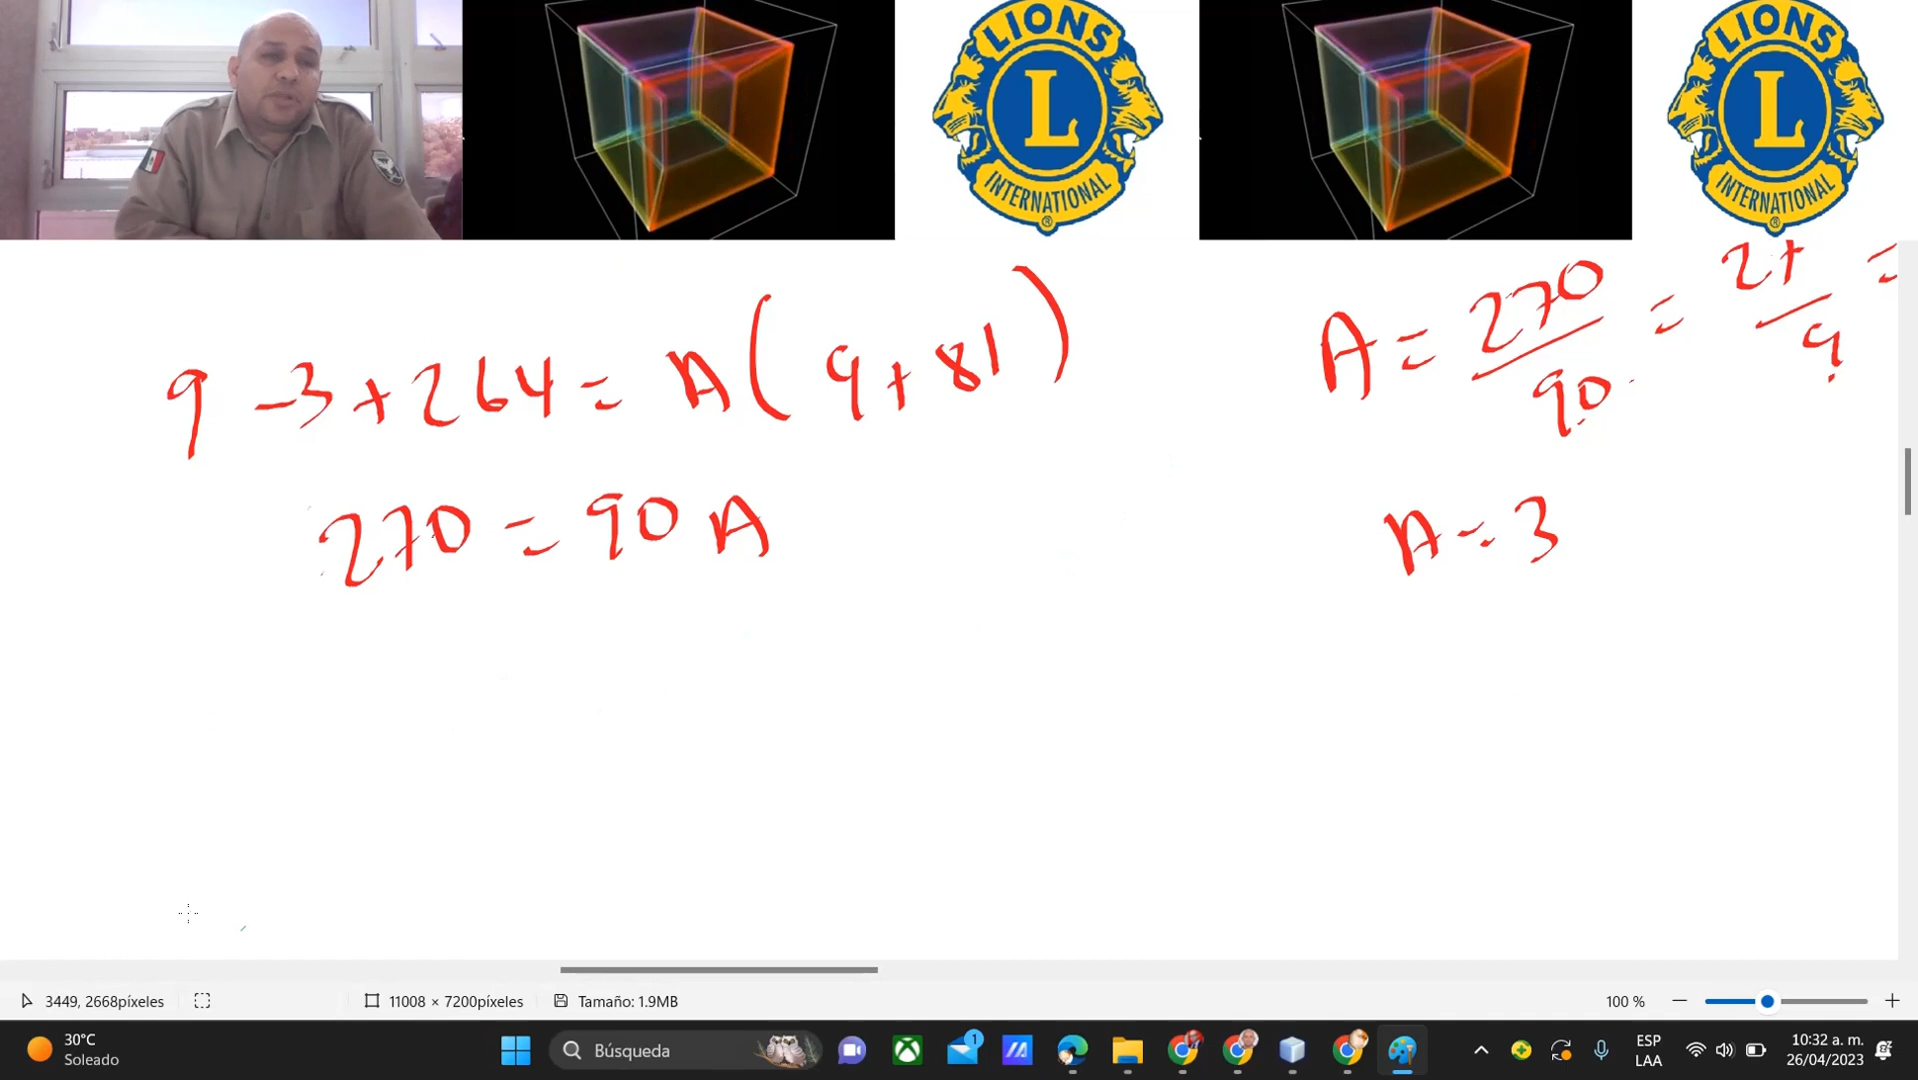 LIONS
L
INTERNATIONAL
®
LIONS
L
INTERNATIONAL
®
9 -3 + 264 = A ( 9 + 81 )
A = 270/90 = 27/9 =
270 = 90 A
A = 3
3449, 2668píxeles
11008 × 7200píxeles
Tamaño: 1.9MB
100 %
30°C
Soleado
Búsqueda
1
ESP
LAA
10:32 a. m.
26/04/2023